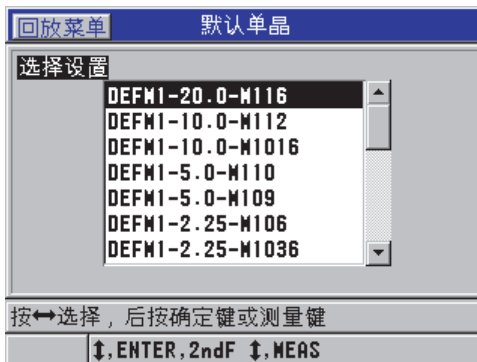 回放菜单 默认单晶
选择设置
DEFM1-20.0-M116
DEFM1-10.0-M112
DEFM1-10.0-M1016
DEFM1-5.0-M110
DEFM1-5.0-M109
DEFM1-2.25-M106
DEFM1-2.25-M1036
按↔选择，后按确定键或测量键
↕,ENTER,2ndF ↕,MEAS